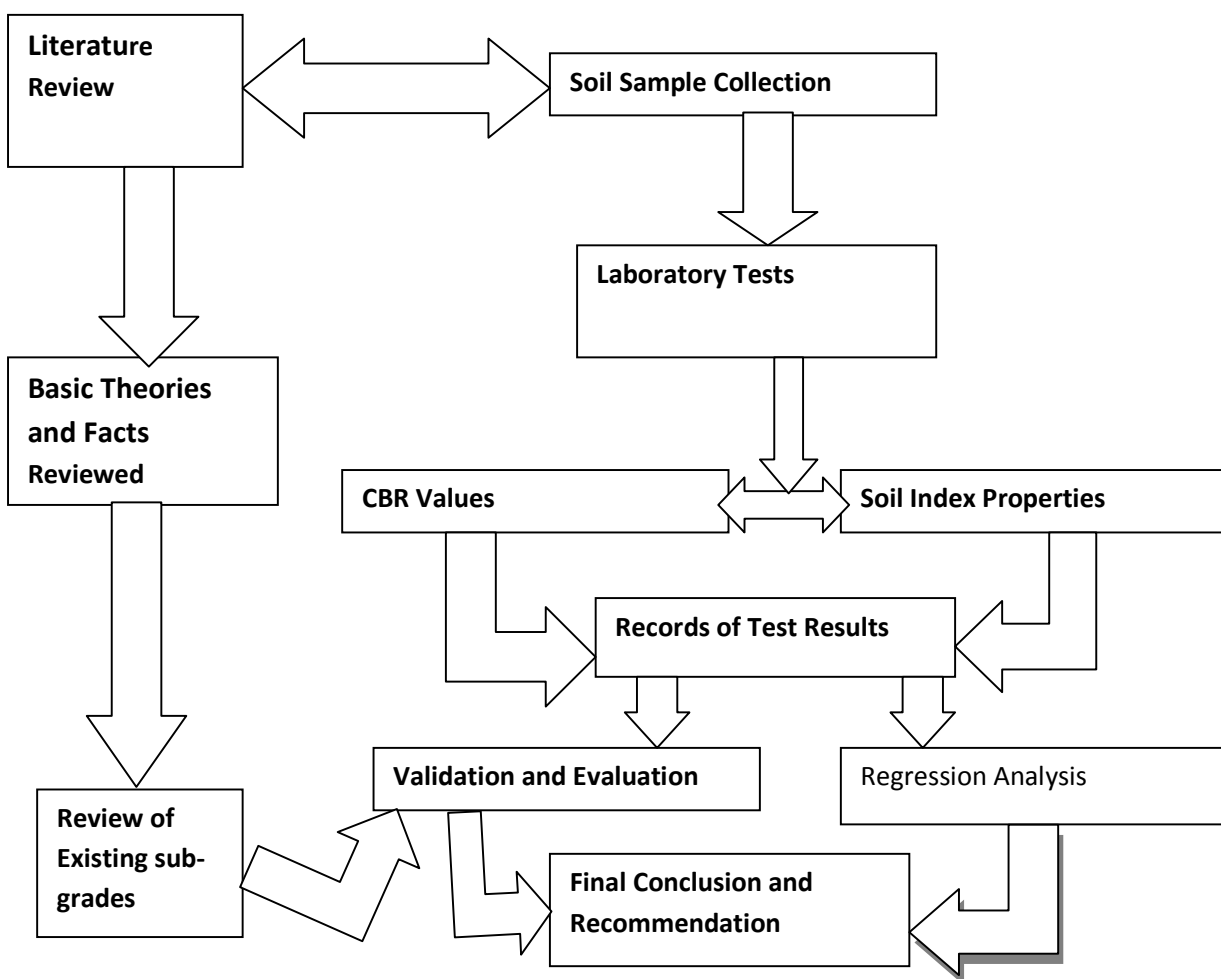 Literature
Review
Soil Sample Collection
Laboratory Tests
Basic Theories
and Facts
Reviewed
CBR Values
Soil Index Properties
Records of Test Results
Validation and Evaluation
Regression Analysis
Review of
Existing sub-
grades
Final Conclusion and
Recommendation